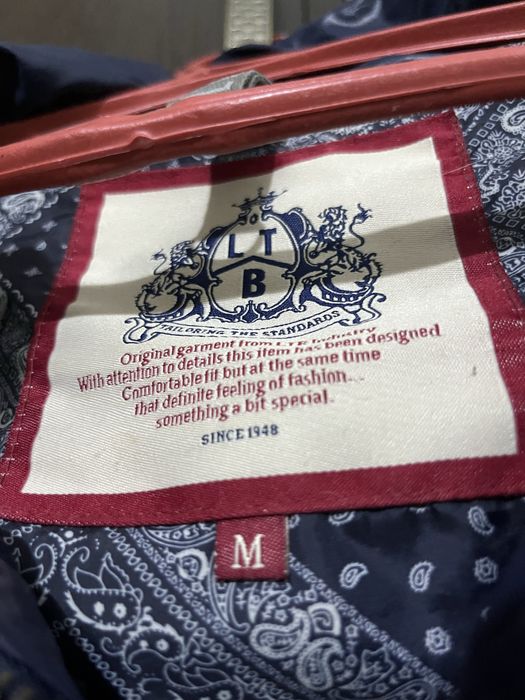 LT
B
TAILORING THE STANDARDS
Original garment from LTB Industry
With attention to details this item has been designed
Comfortable fit but at the same time
that definite feeling of fashion...
something a bit special.
SINCE 1948
M